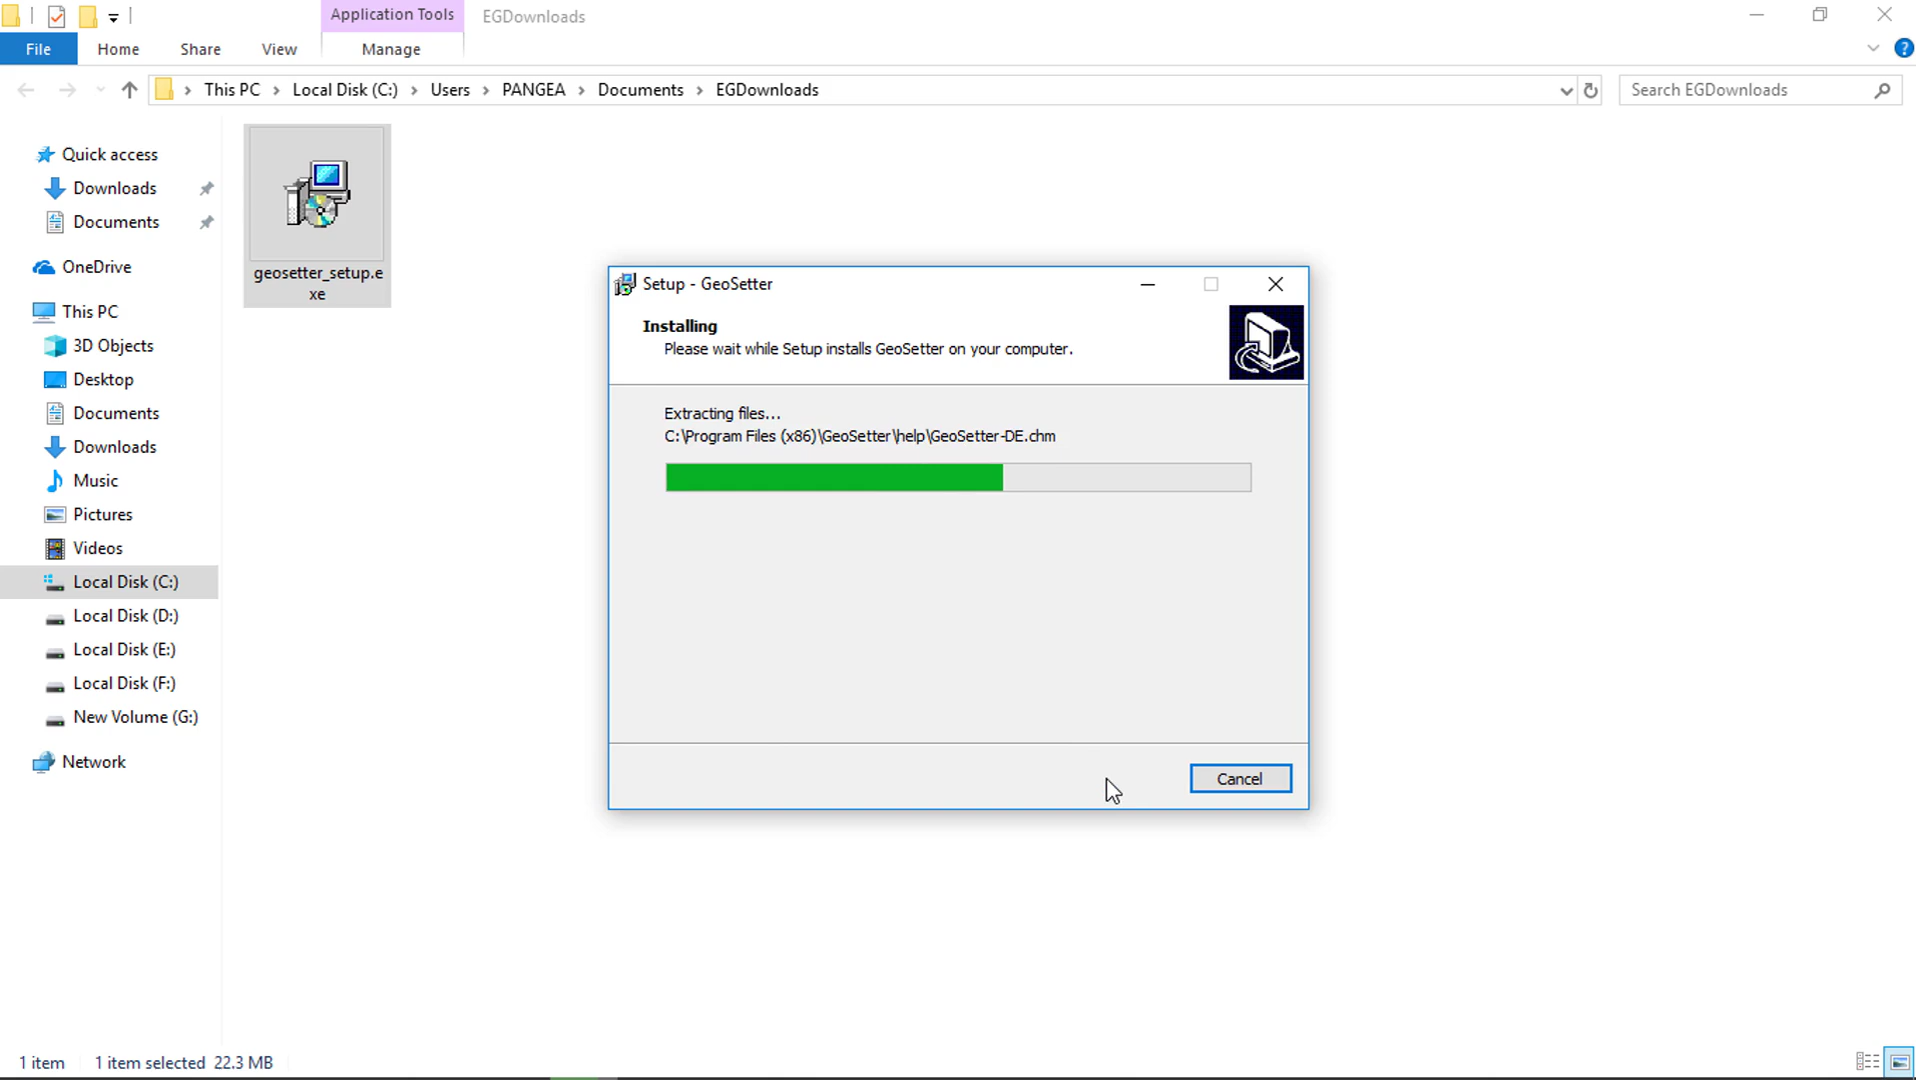 Application Tools
EGDownloads
File
Home
Share
View
Manage
This PC > Local Disk (C:) > Users > PANGEA > Documents > EGDownloads
Search EGDownloads
Quick access
Downloads
Documents
OneDrive
This PC
3D Objects
Desktop
Documents
Downloads
Music
Pictures
Videos
Local Disk (C:)
Local Disk (D:)
Local Disk (E:)
Local Disk (F:)
New Volume (G:)
Network
geosetter_setup.e
xe
Setup - GeoSetter
Installing
Please wait while Setup installs GeoSetter on your computer.
Extracting files...
C:\Program Files (x86)\GeoSetter\help\GeoSetter-DE.chm
Cancel
1 item
1 item selected 22.3 MB